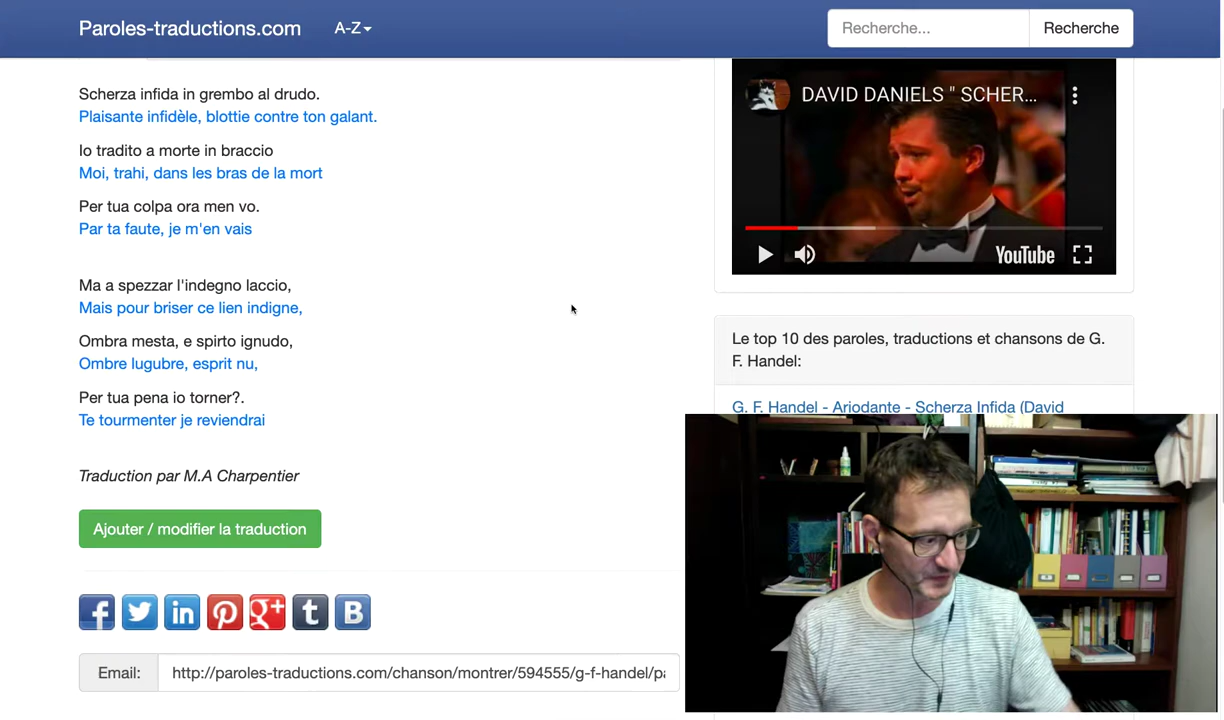 Paroles-traductions.com
A-Z
Recherche...
Recherche
Scherza infida in grembo al drudo.
Plaisante infidèle, blottie contre ton galant.
Io tradito a morte in braccio
Moi, trahi, dans les bras de la mort
Per tua colpa ora men vo.
Par ta faute, je m'en vais
Ma a spezzar l'indegno laccio,
Mais pour briser ce lien indigne,
Ombra mesta, e spirto ignudo,
Ombre lugubre, esprit nu,
Per tua pena io torner?.
Te tourmenter je reviendrai
Traduction par M.A Charpentier
Ajouter / modifier la traduction
f
in
g+
t
B
Email:
http://paroles-traductions.com/chanson/montrer/594555/g-f-handel/pa
DAVID DANIELS " SCHER...
YouTube
Le top 10 des paroles, traductions et chansons de G.
F. Handel:
G. F. Handel - Ariodante - Scherza Infida (David